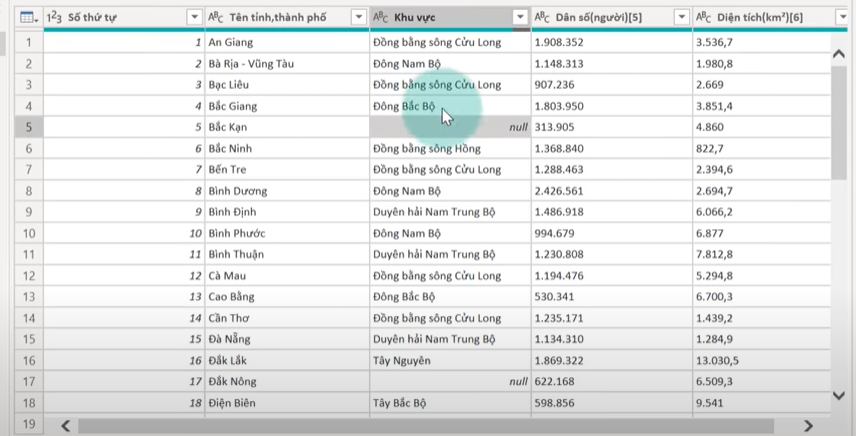 1²3 Số thứ tự ABC Tên tỉnh,thành phố ABC Khu vực ABC Dân số(người)[5] ABC Diện tích(km²)[6]
1 1 An Giang Đồng bằng sông Cửu Long 1.908.352 3.536,7
2 2 Bà Rịa - Vũng Tàu Đông Nam Bộ 1.148.313 1.980,8
3 3 Bạc Liêu Đồng bằng sông Cửu Long 907.236 2.669
4 4 Bắc Giang Đông Bắc Bộ 1.803.950 3.851,4
5 5 Bắc Kạn null 313.905 4.860
6 6 Bắc Ninh Đồng bằng sông Hồng 1.368.840 822,7
7 7 Bến Tre Đồng bằng sông Cửu Long 1.288.463 2.394,6
8 8 Bình Dương Đông Nam Bộ 2.426.561 2.694,7
9 9 Bình Định Duyên hải Nam Trung Bộ 1.486.918 6.066,2
10 10 Bình Phước Đông Nam Bộ 994.679 6.877
11 11 Bình Thuận Duyên hải Nam Trung Bộ 1.230.808 7.812,8
12 12 Cà Mau Đồng bằng sông Cửu Long 1.194.476 5.294,8
13 13 Cao Bằng Đông Bắc Bộ 530.341 6.700,3
14 14 Cần Thơ Đồng bằng sông Cửu Long 1.235.171 1.439,2
15 15 Đà Nẵng Duyên hải Nam Trung Bộ 1.134.310 1.284,9
16 16 Đắk Lắk Tây Nguyên 1.869.322 13.030,5
17 17 Đắk Nông null 622.168 6.509,3
18 18 Điện Biên Tây Bắc Bộ 598.856 9.541
19